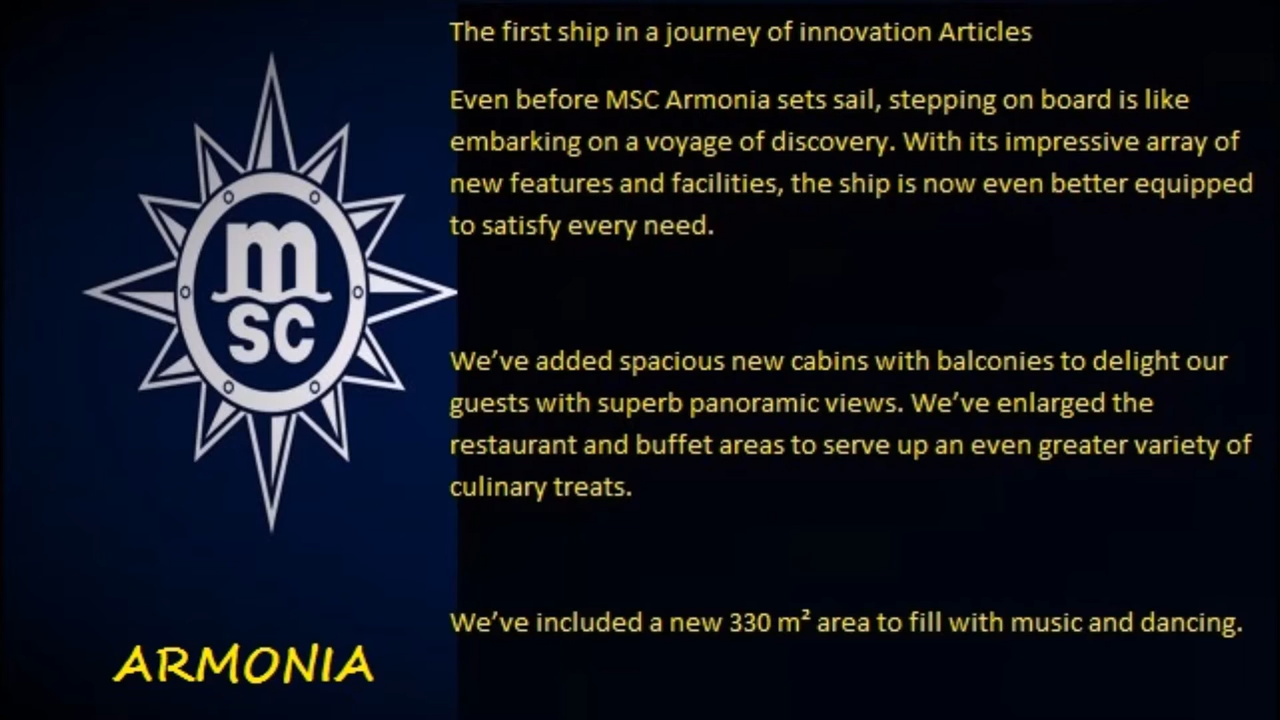 The first ship in a journey of innovation Articles
Even before MSC Armonia sets sail, stepping on board is like
embarking on a voyage of discovery. With its impressive array of
new features and facilities, the ship is now even better equipped
to satisfy every need.
We’ve added spacious new cabins with balconies to delight our
guests with superb panoramic views. We’ve enlarged the
restaurant and buffet areas to serve up an even greater variety of
culinary treats.
We’ve included a new 330 m² area to fill with music and dancing.
m
sc
ARMONIA